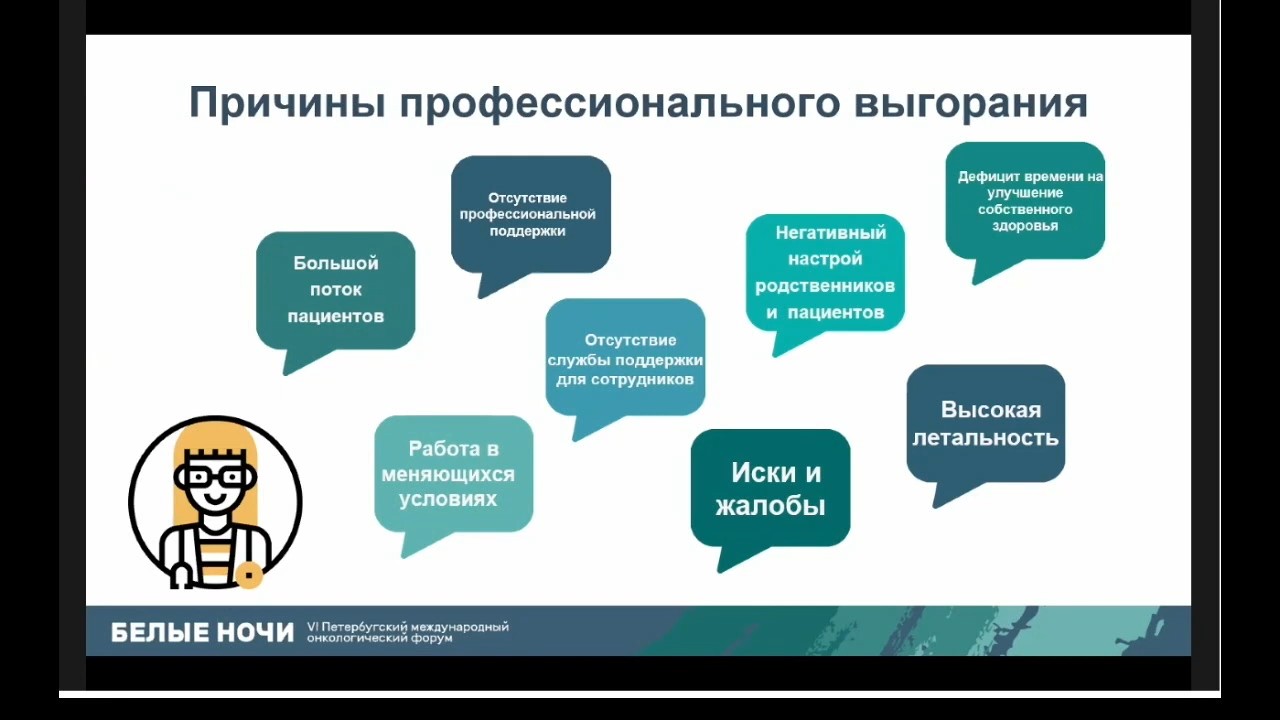 Причины профессионального выгорания
Отсутствие
профессиональной
поддержки
Дефицит времени на
улучшение
собственного
здоровья
Большой
поток
пациентов
Негативный
настрой
родственников
и пациентов
Отсутствие
службы поддержки
для сотрудников
Высокая
летальность
Работа в
меняющихся
условиях
Иски и
жалобы
БЕЛЫЕ НОЧИ
VI Петербугский международный
онкологический форум